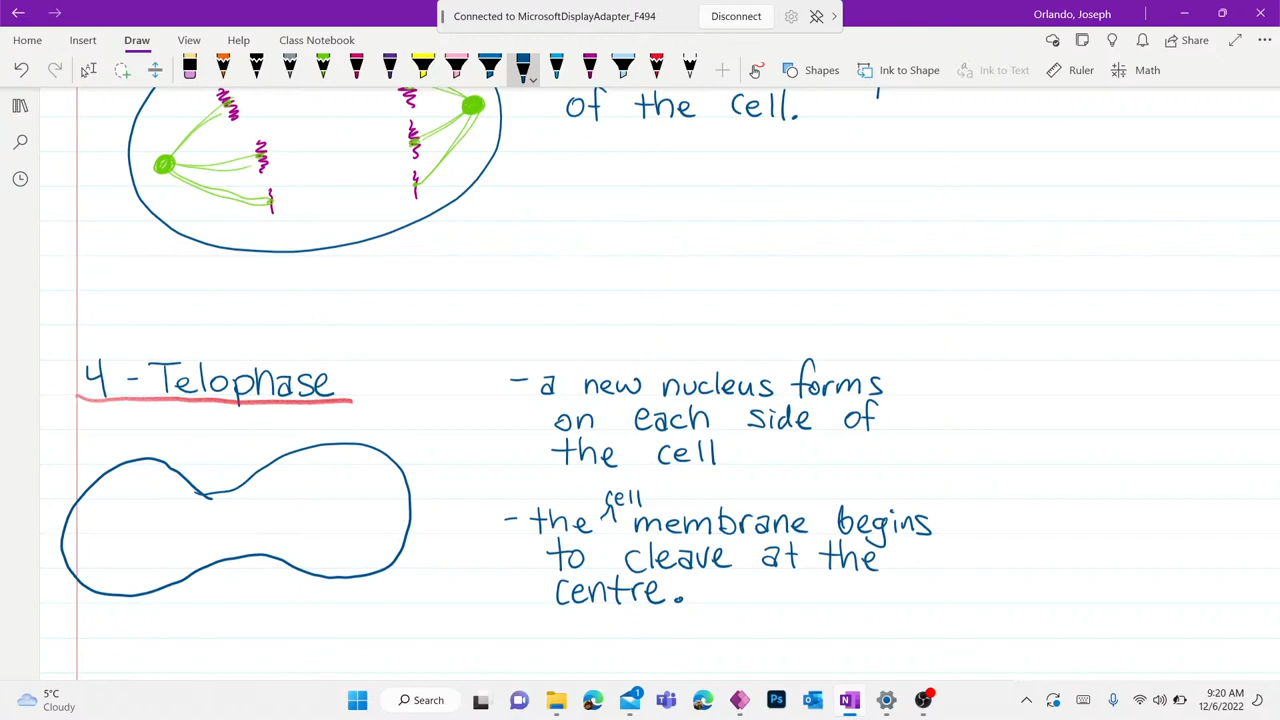 Connected to MicrosoftDisplayAdapter_F494
Disconnect
Orlando, Joseph
Home
Insert
Draw
View
Help
Class Notebook
Share
Shapes
Ink to Shape
Ink to Text
Ruler
Math
of the cell.
4 - Telophase
- a new nucleus forms
on each side of
the cell
- the cell membrane begins
to cleave at the
centre.
5°C
Cloudy
Search
1
Ps
N
9:20 AM
12/6/2022